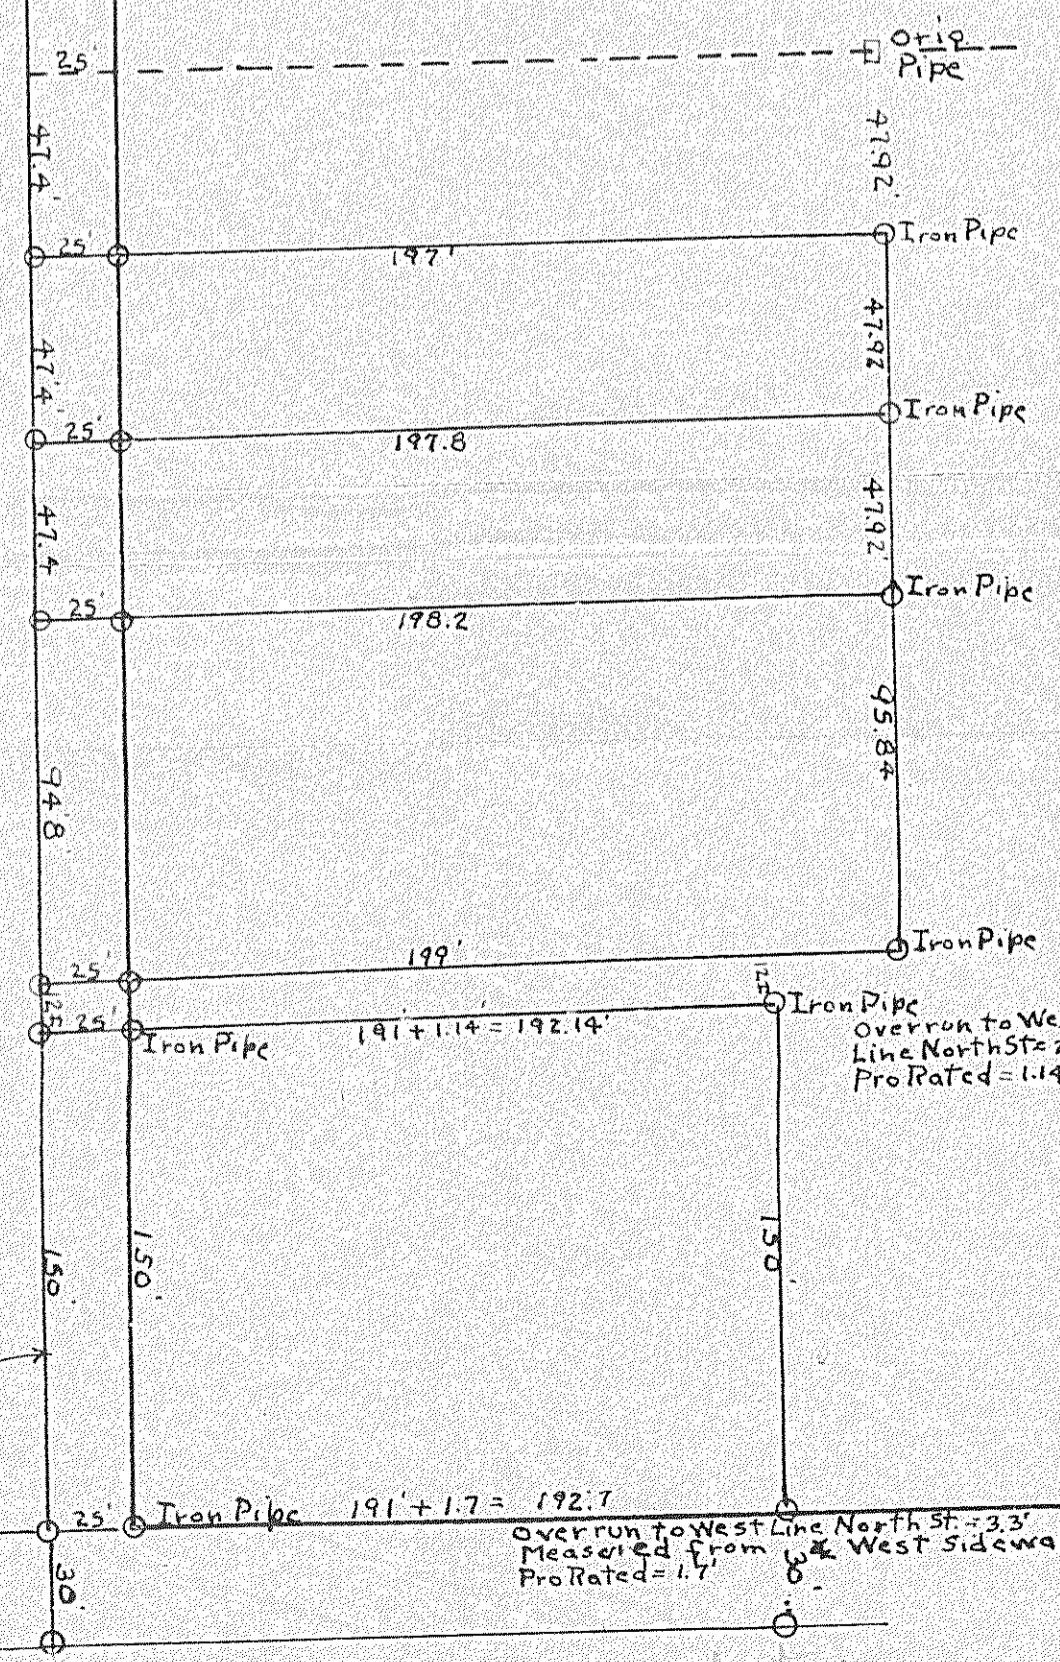 Orig.
Pipe
25'
47.4'
47.92'
25'
197'
Iron Pipe
47.4'
47.92
25'
197.8
Iron Pipe
47.4
47.92'
25'
198.2
Iron Pipe
94.8'
95.84
25'
199'
Iron Pipe
12.5
25'
Iron Pipe
191' + 1.14' = 192.14'
12.5
Iron Pipe
Overrun to We
Line North St =
Pro Rated = 1.14
150'
150'
150'
25'
Iron Pipe
191' + 1.7 = 192.7
Overrun to West Line North St. = 3.3'
Measured from West Sidewa
Pro Rated = 1.7'
30'
30'